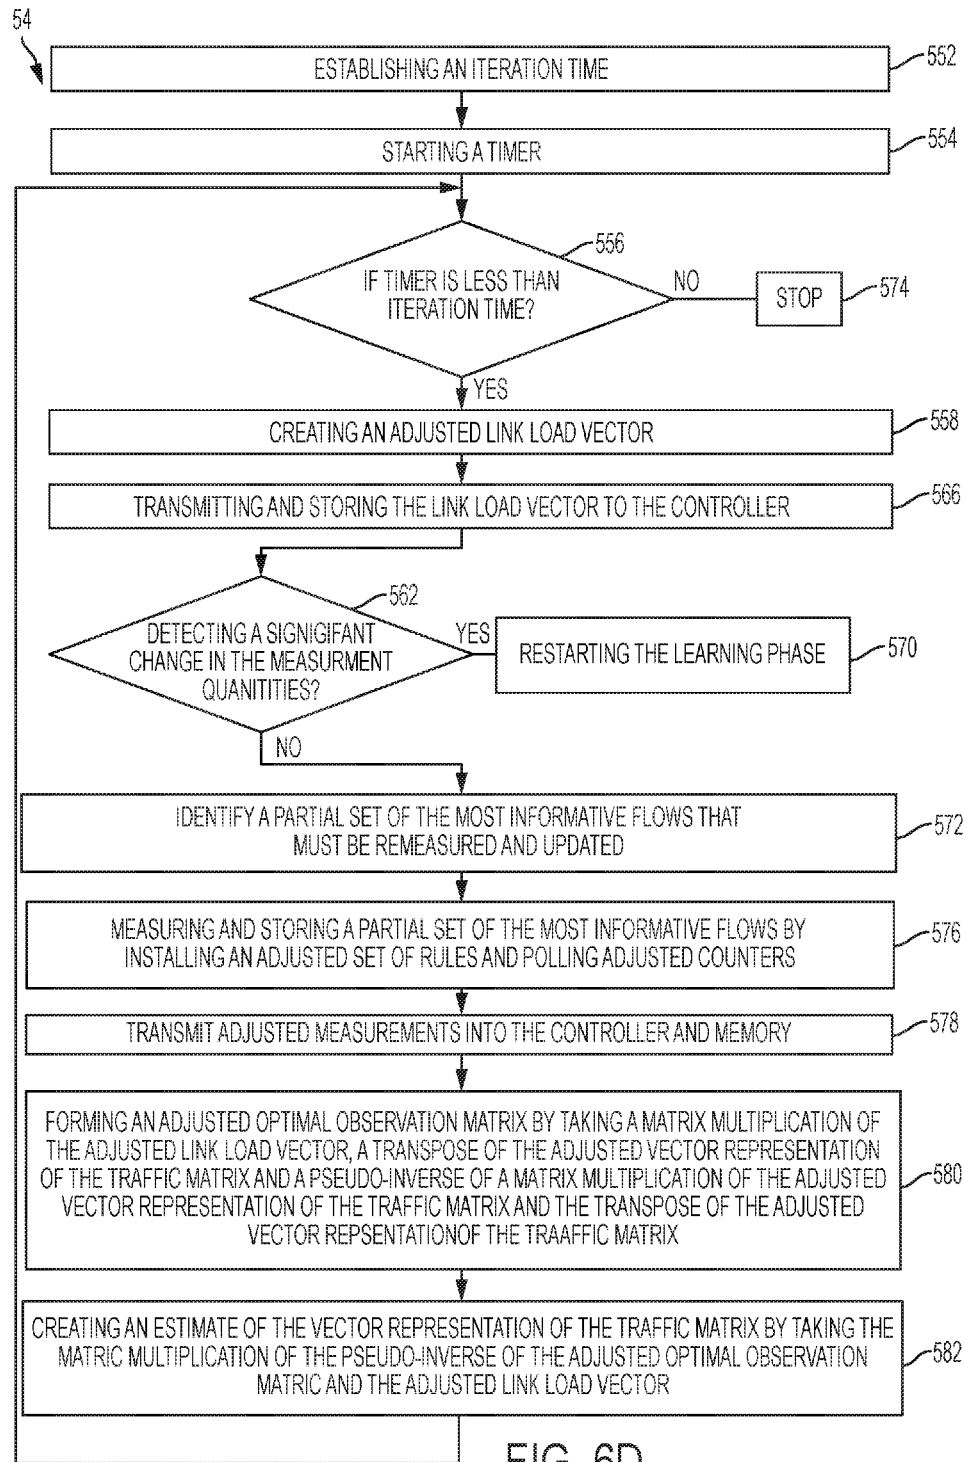 54
ESTABLISHING AN ITERATION TIME
552
STARTING A TIMER
554
IF TIMER IS LESS THAN
ITERATION TIME?
556
NO
STOP
574
YES
CREATING AN ADJUSTED LINK LOAD VECTOR
558
TRANSMITTING AND STORING THE LINK LOAD VECTOR TO THE CONTROLLER
566
562
DETECTING A SIGNIGIFANT
CHANGE IN THE MEASURMENT
QUANITITIES?
YES
RESTARTING THE LEARNING PHASE
570
NO
IDENTIFY A PARTIAL SET OF THE MOST INFORMATIVE FLOWS THAT
MUST BE REMEASURED AND UPDATED
572
MEASURING AND STORING A PARTIAL SET OF THE MOST INFORMATIVE FLOWS BY
INSTALLING AN ADJUSTED SET OF RULES AND POLLING ADJUSTED COUNTERS
576
TRANSMIT ADJUSTED MEASUREMENTS INTO THE CONTROLLER AND MEMORY
578
FORMING AN ADJUSTED OPTIMAL OBSERVATION MATRIX BY TAKING A MATRIX MULTIPLICATION OF
THE ADJUSTED LINK LOAD VECTOR, A TRANSPOSE OF THE ADJUSTED VECTOR REPRESENTATION
OF THE TRAFFIC MATRIX AND A PSEUDO-INVERSE OF A MATRIX MULTIPLICATION OF THE ADJUSTED
VECTOR REPRESENTATION OF THE TRAFFIC MATRIX AND THE TRANSPOSE OF THE ADJUSTED
VECTOR REPSENTATIONOF THE TRAAFFIC MATRIX
580
CREATING AN ESTIMATE OF THE VECTOR REPRESENTATION OF THE TRAFFIC MATRIX BY TAKING THE
MATRIC MULTIPLICATION OF THE PSEUDO-INVERSE OF THE ADJUSTED OPTIMAL OBSERVATION
MATRIC AND THE ADJUSTED LINK LOAD VECTOR
582
FIG. 6D